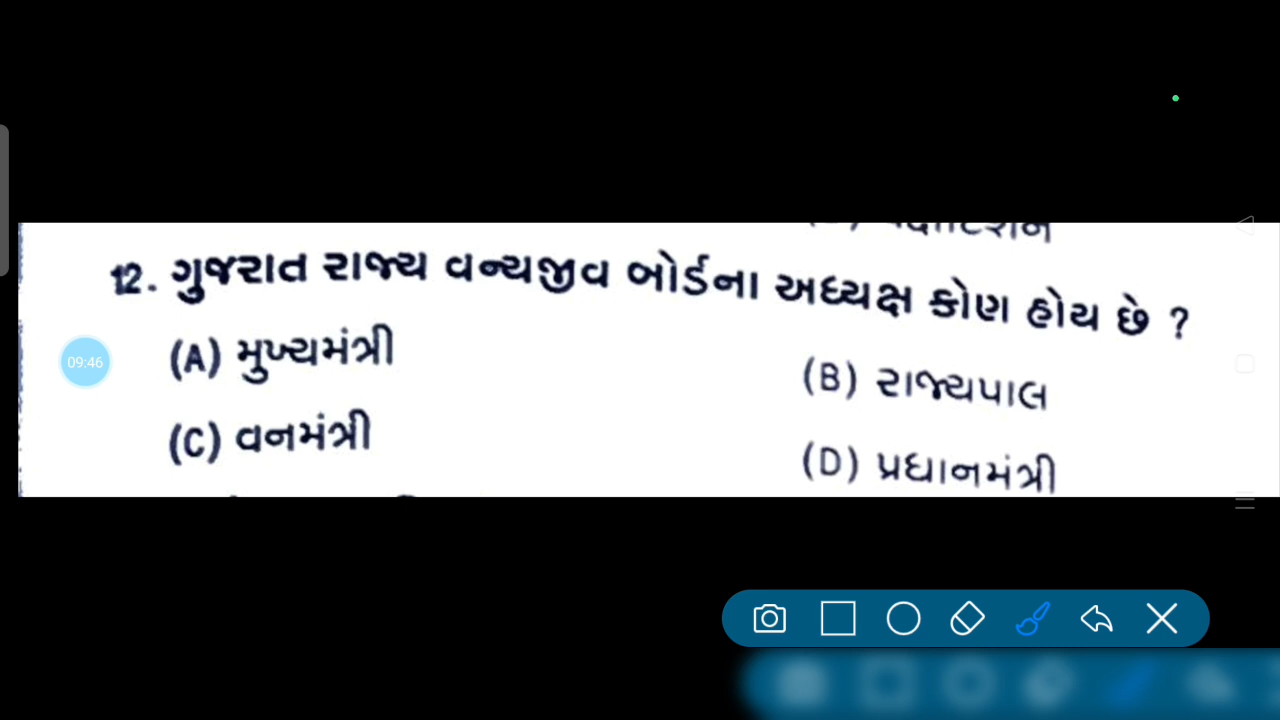 12. ગુજરાત રાજ્ય વન્યજીવ બોર્ડના અધ્યક્ષ કોણ હોય છે ?
(A) મુખ્યમંત્રી
(B) રાજ્યપાલ
(C) વનમંત્રી
(D) પ્રધાનમંત્રી
09:46